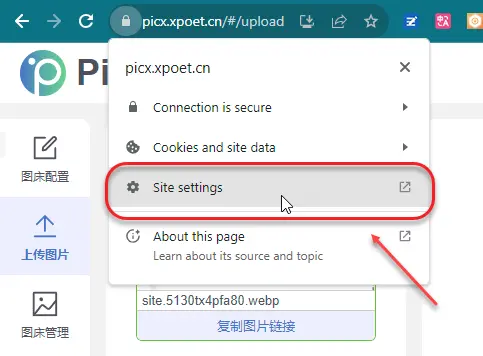 picx.xpoet.cn/#/upload
Pi
picx.xpoet.cn
Connection is secure
Cookies and site data
Site settings
About this page
Learn about its source and topic
图床配置
上传图片
图床管理
site.5130tx4pfa80.webp
复制图片链接